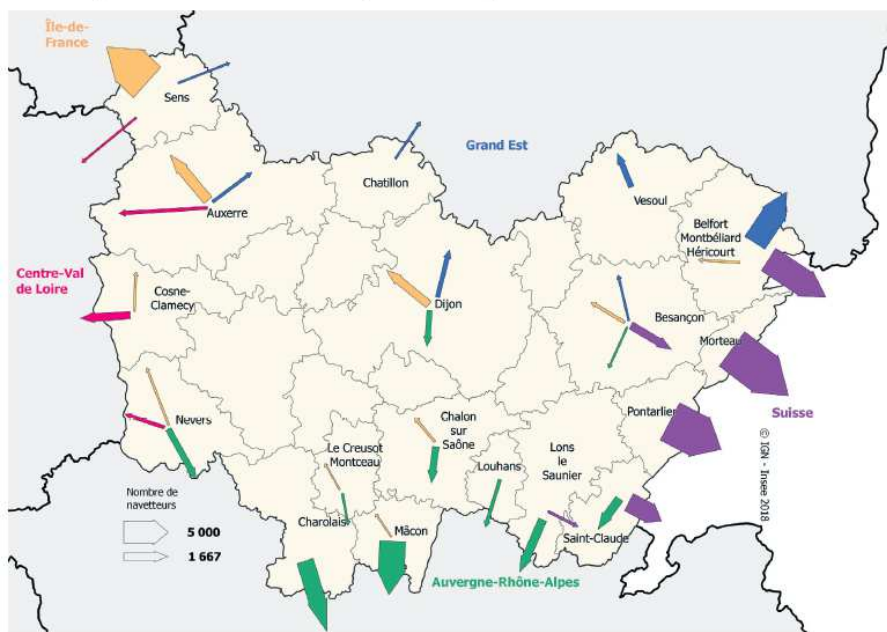 Île-de-
France
Sens
Grand Est
Chatillon
Vesoul
Auxerre
Belfort
Montbéliard
Héricourt
Centre-Val
de Loire
Cosne-
Clamecy
Dijon
Besançon
Morteau
Nevers
Chalon
sur
Saône
Pontarlier
Suisse
Le Creusot
Montceau
Louhans
Lons
le
Saunier
© IGN - Insee 2018
Nombre de
navetteurs
5 000
1 667
Charolais
Mâcon
Saint-Claude
Auvergne-Rhône-Alpes